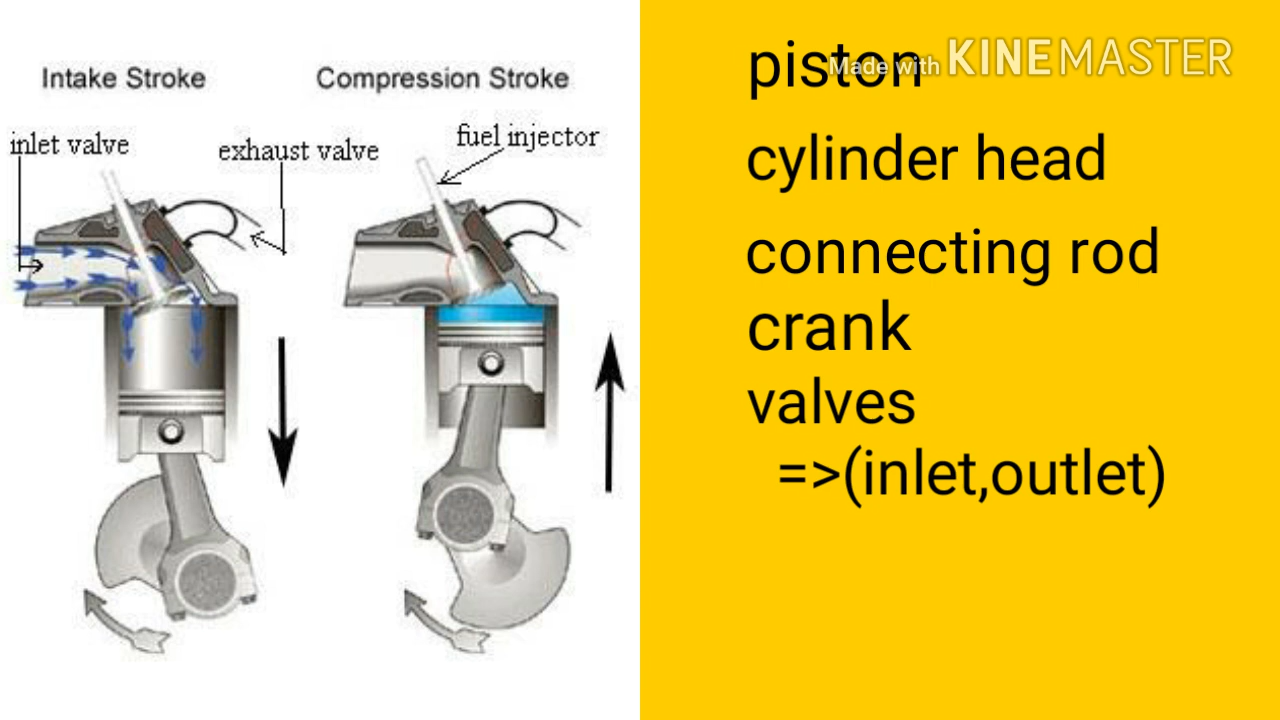 Intake Stroke
Compression Stroke
inlet valve
exhaust valve
fuel injector
piston
Made with KINEMASTER
cylinder head
connecting rod
crank
valves
=>(inlet,outlet)